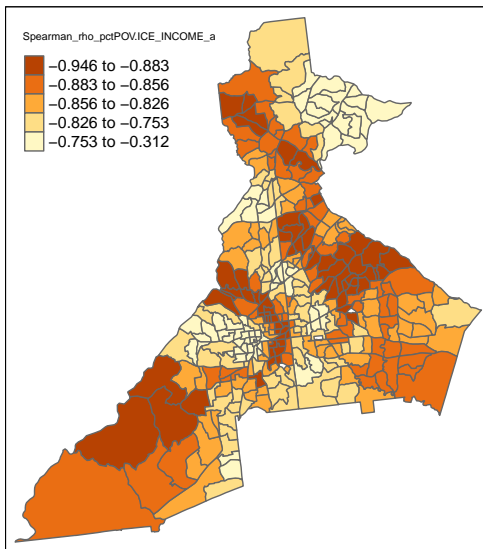 Spearman_rho_pctPOV.ICE_INCOME_a
−0.946 to −0.883
−0.883 to −0.856
−0.856 to −0.826
−0.826 to −0.753
−0.753 to −0.312